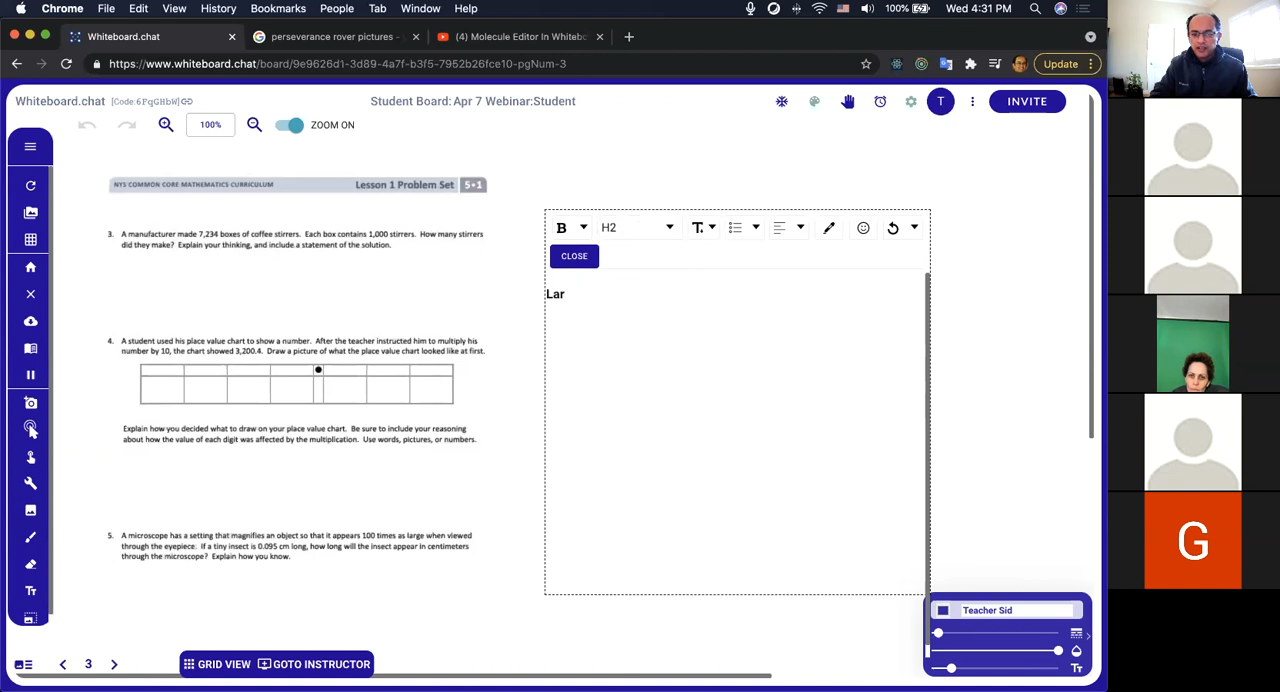 Chrome File Edit View History Bookmarks People Tab Window Help 100% Wed 4:31 PM
Whiteboard.chat perseverance rover pictures - (4) Molecule Editor In Whiteb
https://www.whiteboard.chat/board/9e9626d1-3d89-4a7f-b3f5-7952b26fce1d-pgNum-3 Update
Whiteboard.chat [Code:6FqGHbW] Student Board: Apr 7 Webinar:Student T INVITE
100% ZOOM ON
NYS COMMON CORE MATHEMATICS CURRICULUM Lesson 1 Problem Set 5•1
3. A manufacturer made 7,234 boxes of coffee stirrers. Each box contains 1,000 stirrers. How many stirrers
did they make? Explain your thinking, and include a statement of the solution.
B H2 T.
CLOSE
Lar
4. A student used his place value chart to show a number. After the teacher instructed him to multiply his
number by 10, the chart showed 3,200.4. Draw a picture of what the place value chart looked like at first.
Explain how you decided what to draw on your place value chart. Be sure to include your reasoning
about how the value of each digit was affected by the multiplication. Use words, pictures, or numbers.
5. A microscope has a setting that magnifies an object so that it appears 100 times as large when viewed
through the eyepiece. If a tiny insect is 0.095 cm long, how long will the insect appear in centimeters
through the microscope? Explain how you know.
Tт
Teacher Sid
Tт
3 GRID VIEW GOTO INSTRUCTOR
G